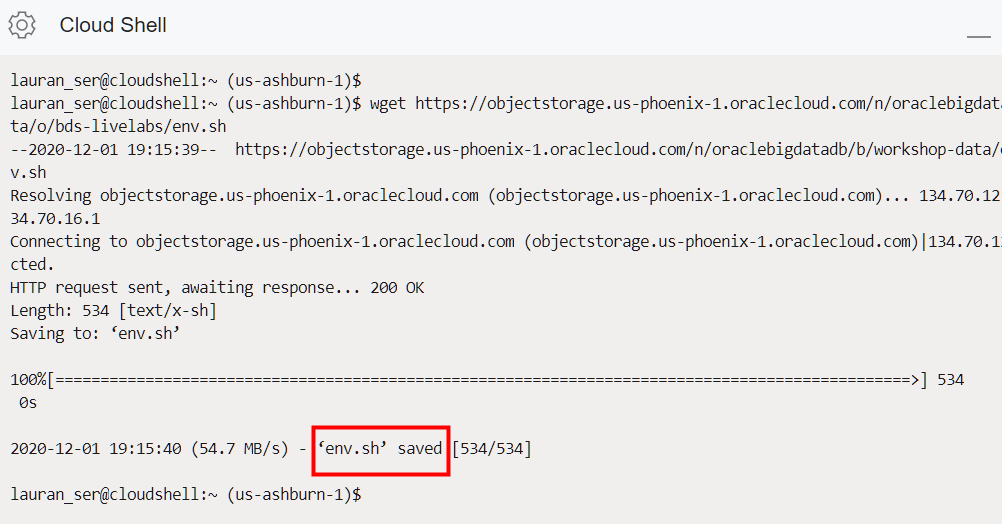 Cloud Shell
lauran_ser@cloudshell:~ (us-ashburn-1)$
lauran_ser@cloudshell:~ (us-ashburn-1)$ wget https://objectstorage.us-phoenix-1.oraclecloud.com/n/oraclebigdat
ta/o/bds-livelabs/env.sh
--2020-12-01 19:15:39-- https://objectstorage.us-phoenix-1.oraclecloud.com/n/oraclebigdatadb/b/workshop-data/
v.sh
Resolving objectstorage.us-phoenix-1.oraclecloud.com (objectstorage.us-phoenix-1.oraclecloud.com)... 134.70.12
34.70.16.1
Connecting to objectstorage.us-phoenix-1.oraclecloud.com (objectstorage.us-phoenix-1.oraclecloud.com)|134.70.1
cted.
HTTP request sent, awaiting response... 200 OK
Length: 534 [text/x-sh]
Saving to: ‘env.sh’
100%[===============================================================================================>] 534
0s
2020-12-01 19:15:40 (54.7 MB/s) - ‘env.sh’ saved [534/534]
lauran_ser@cloudshell:~ (us-ashburn-1)$